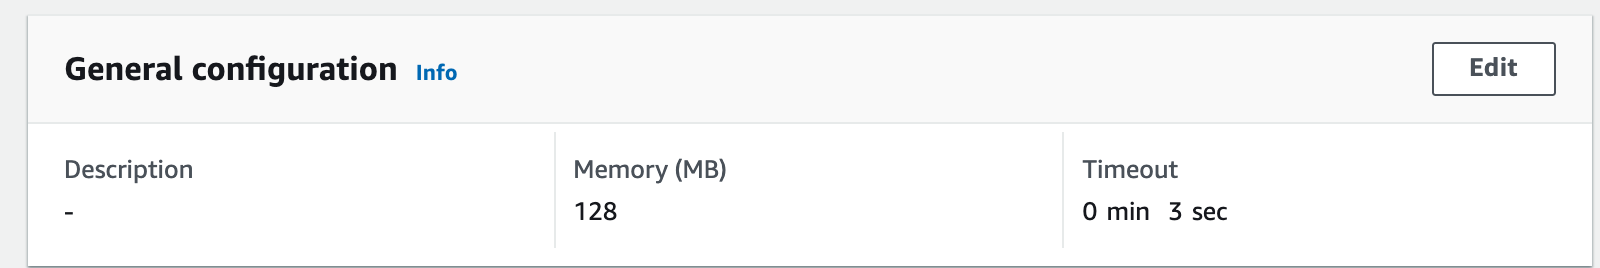 General configuration Info
Edit
Description
-
Memory (MB)
128
Timeout
0 min 3 sec